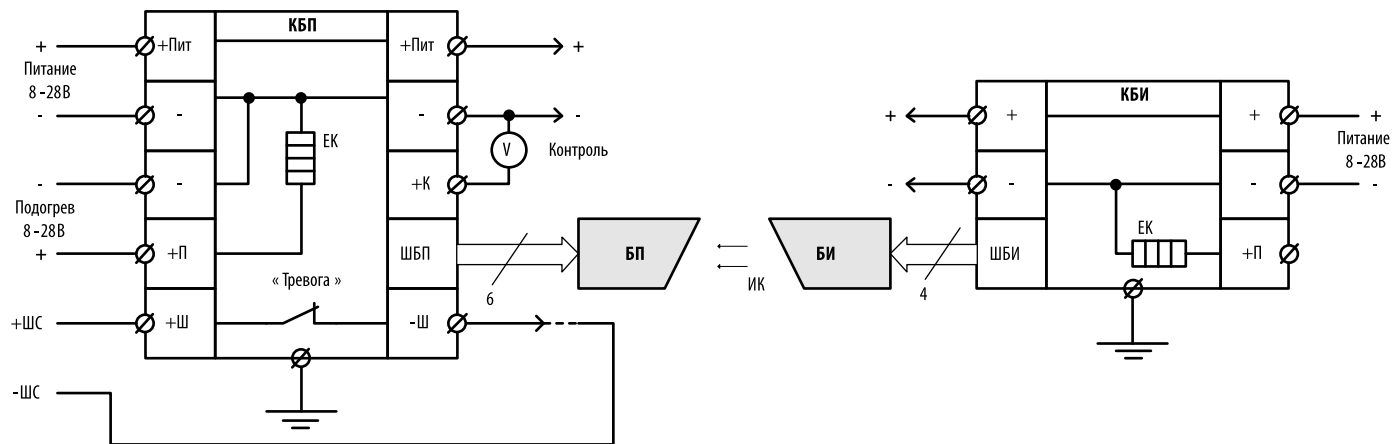 КБП
+ +Пит +Пит +
Питание
8 -28В
- - - -
ЕК
V Контроль
- - +К
Подогрев
8 -28В
+ +П ШБП
6
БП
« Тревога »
+ШС +Ш -Ш
-ШС
ИК
КБИ
+ + + +
Питание
8 -28В
- - - -
БИ
4
ШБИ
ЕК
+П